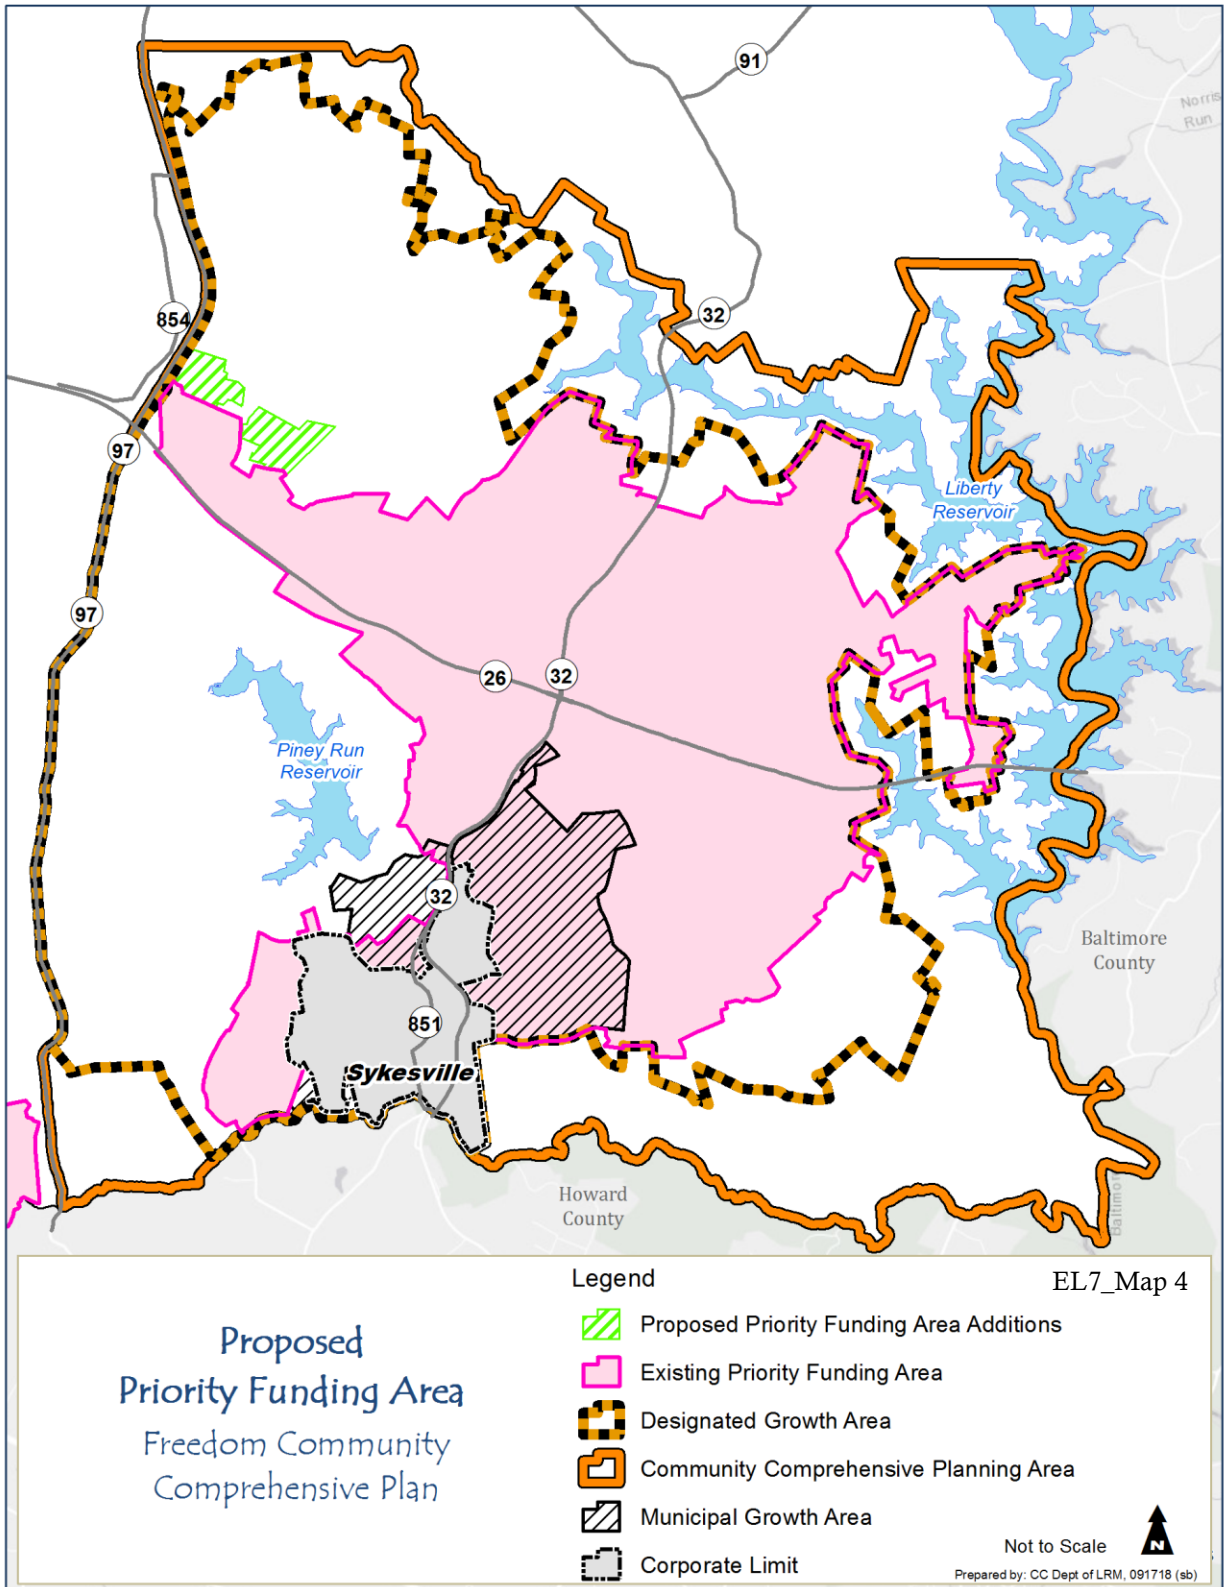 91
Norris
Run
32
854
97
Liberty
Reservoir
97
26
32
Piney Run
Reservoir
32
Baltimore
County
851
Sykesville
Howard
County
Baltimore
Legend
EL7_Map 4
Proposed
Priority Funding Area
Freedom Community
Comprehensive Plan
Proposed Priority Funding Area Additions
Existing Priority Funding Area
Designated Growth Area
Community Comprehensive Planning Area
Municipal Growth Area
Corporate Limit
Not to Scale
N
Prepared by: CC Dept of LRM, 091718 (sb)